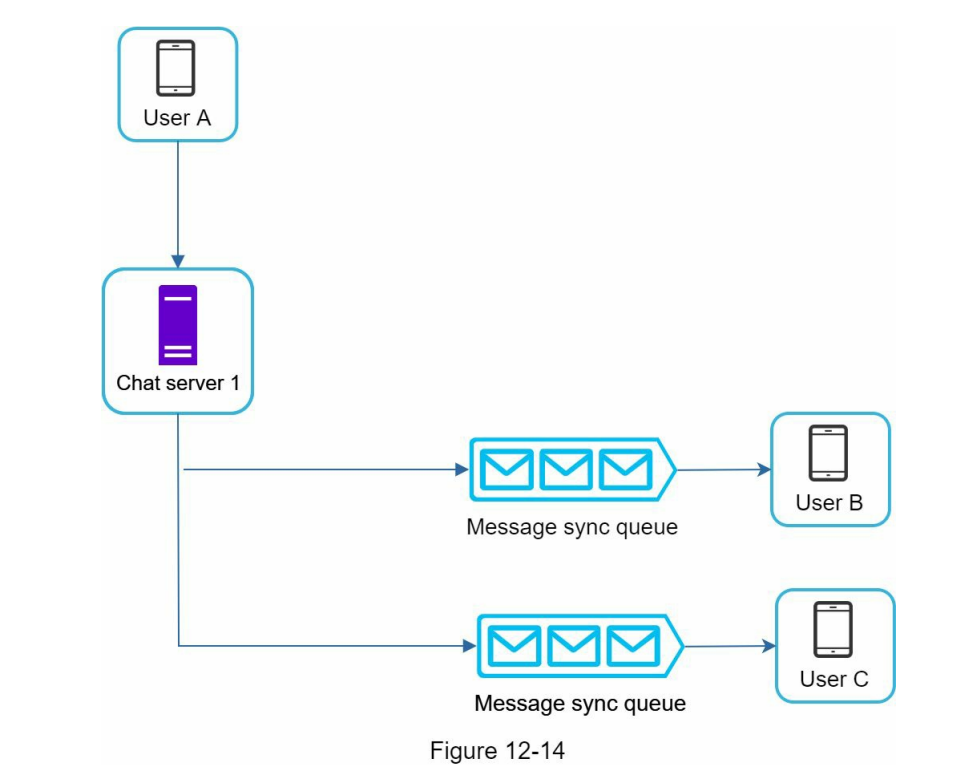 User A
Chat server 1
Message sync queue
User B
Message sync queue
User C
Figure 12-14